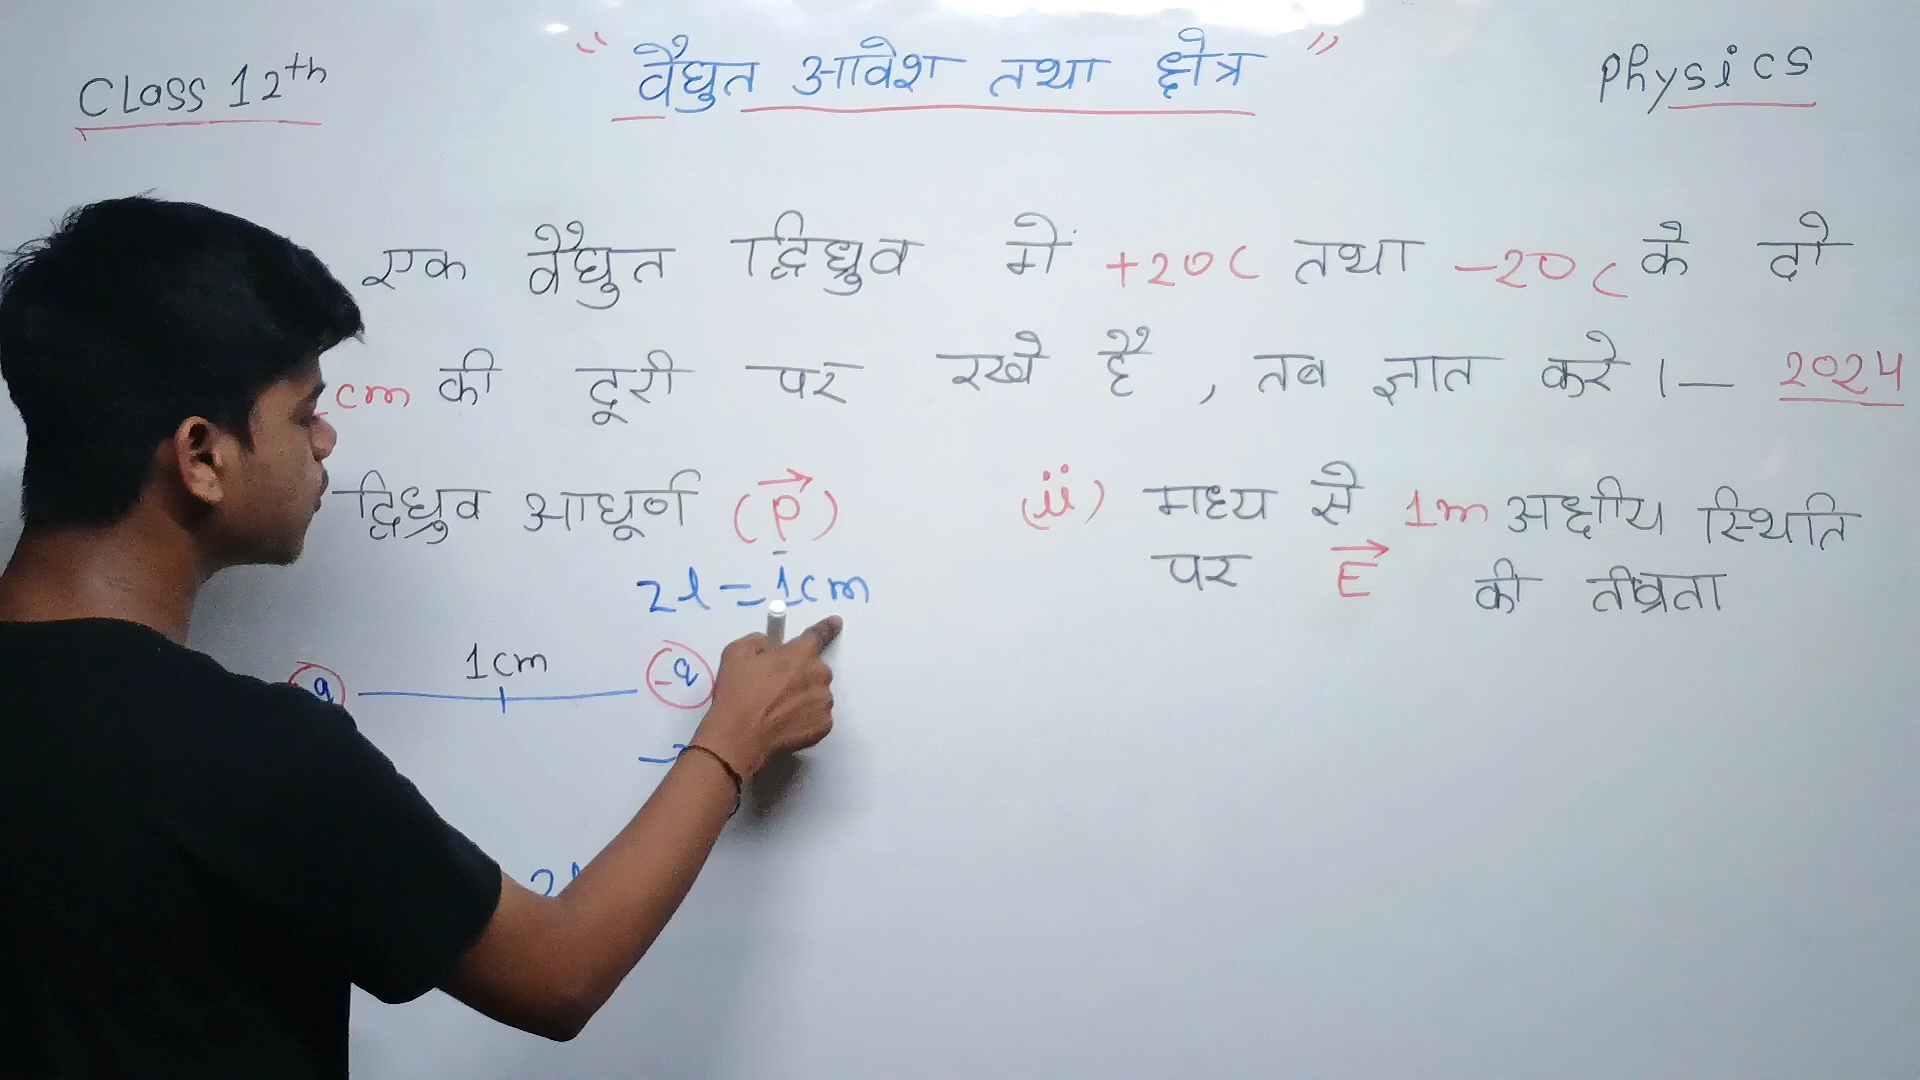 Class 12th
" वैद्युत आवेश तथा क्षेत्र "
Physics
एक वैद्युत द्विध्रुव में +20C तथा -20C के दो
cm की दूरी पर रखे हैं , तब ज्ञात करे ।— 2024
द्विध्रुव आघूर्ण (p→)
(ii) मध्य से 1m अक्षीय स्थिति
पर E→ की तीव्रता
2l = 1cm
1cm
q
-q